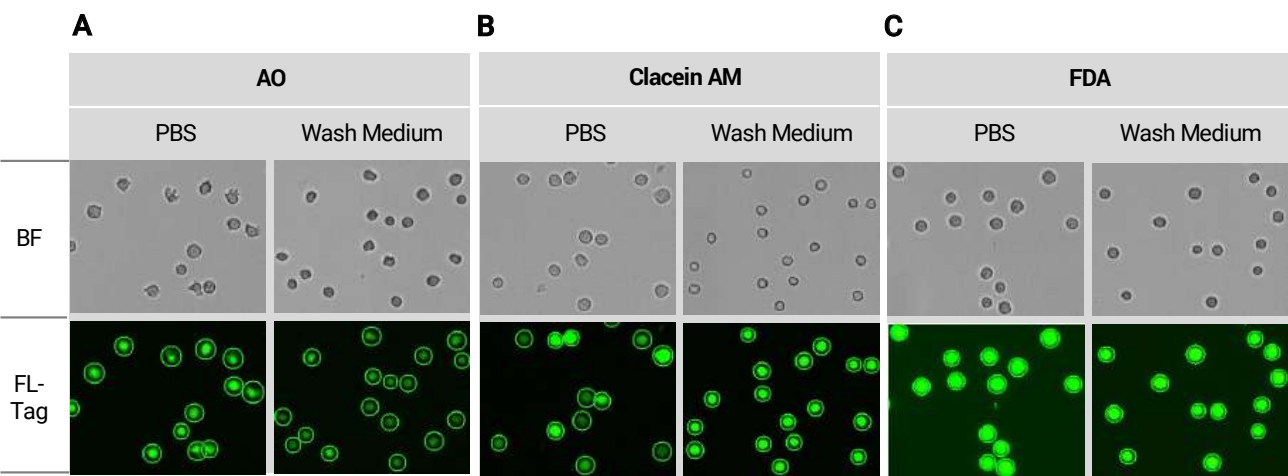 A
B
C
AO
Clacein AM
FDA
PBS
Wash Medium
PBS
Wash Medium
PBS
Wash Medium
BF
FL-
Tag